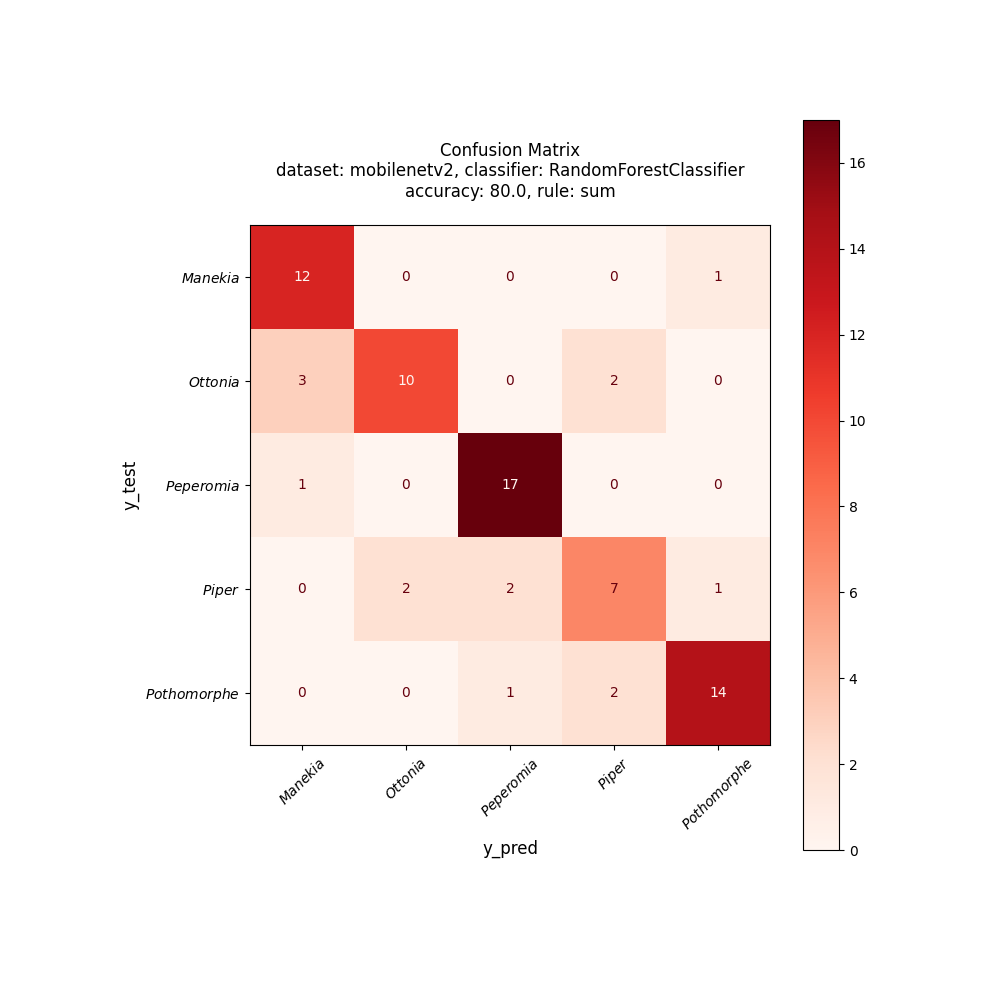 Confusion Matrix
dataset: mobilenetv2, classifier: RandomForestClassifier
accuracy: 80.0, rule: sum
y_test
Manekia 12 0 0 0 1
Ottonia 3 10 0 2 0
Peperomia 1 0 17 0 0
Piper 0 2 2 7 1
Pothomorphe 0 0 1 2 14
Manekia Ottonia Peperomia Piper Pothomorphe
y_pred
16
14
12
10
8
6
4
2
0